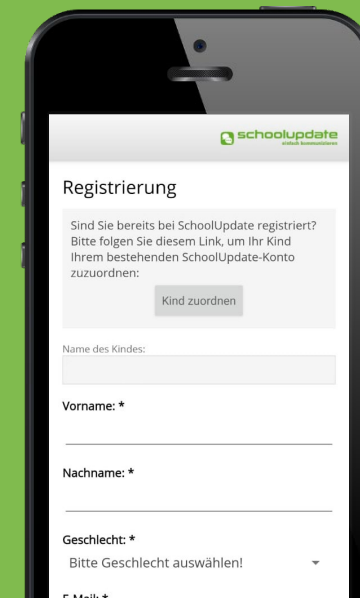 schoolupdate
einfach kommunizieren
Registrierung
Sind Sie bereits bei SchoolUpdate registriert?
Bitte folgen Sie diesem Link, um Ihr Kind
Ihrem bestehenden SchoolUpdate-Konto
zuzuordnen:
Kind zuordnen
Name des Kindes:
Vorname: *
Nachname: *
Geschlecht: *
Bitte Geschlecht auswählen!
E-Mail: *